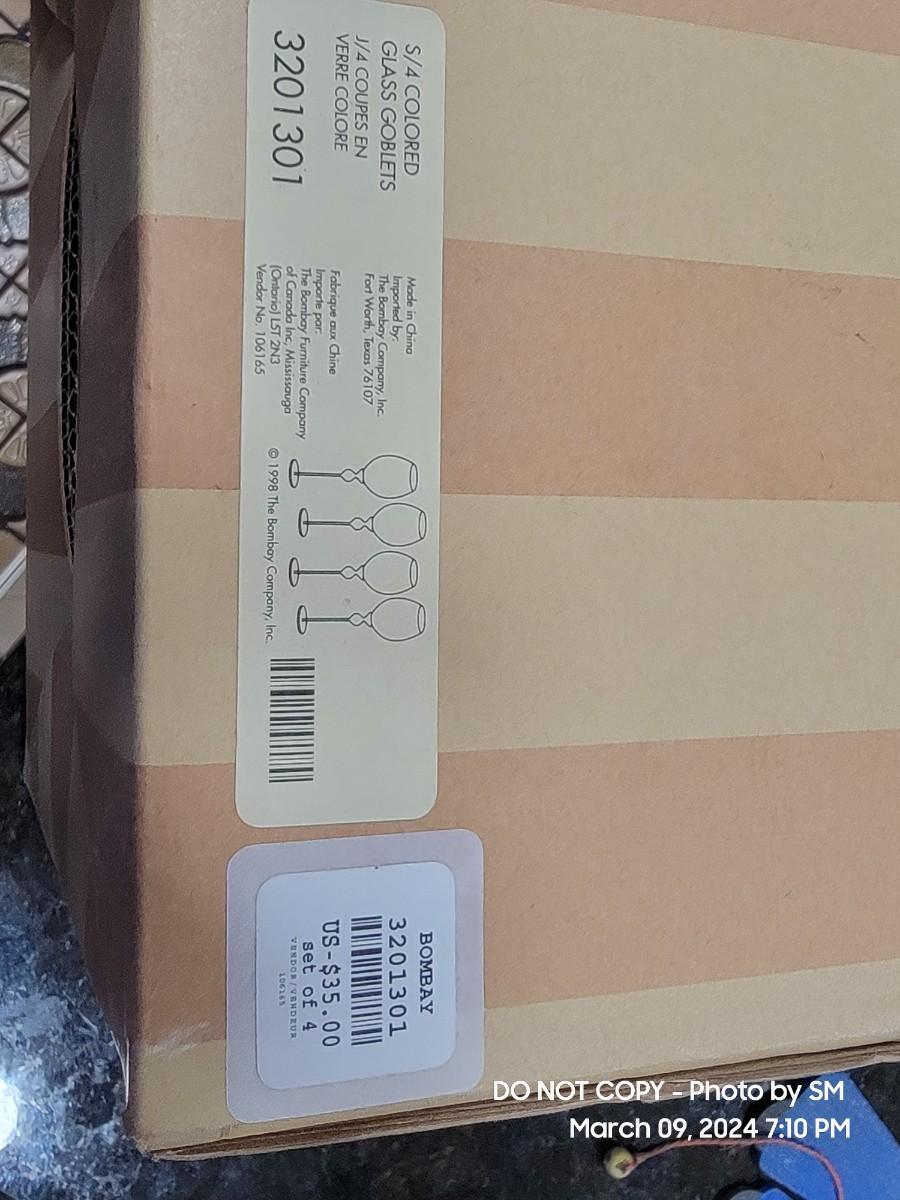 S/4 COLORED
GLASS GOBLETS
J/4 COUPES EN
VERRE COLORE
3201301
Made in China
Imported by:
The Bombay Company, Inc.
Fort Worth, Texas 76107
Fabrique aux Chine
Importe par:
The Bombay Furniture Company
of Canada Inc, Mississauga
(Ontario) L5T 2N3
Vendor No. 106165
© 1998 The Bombay Company, Inc.
BOMBAY
3201301
US-$35.00
set of 4
VENDOR/VENDEUR
106165
DO NOT COPY - Photo by SM
March 09, 2024 7:10 PM